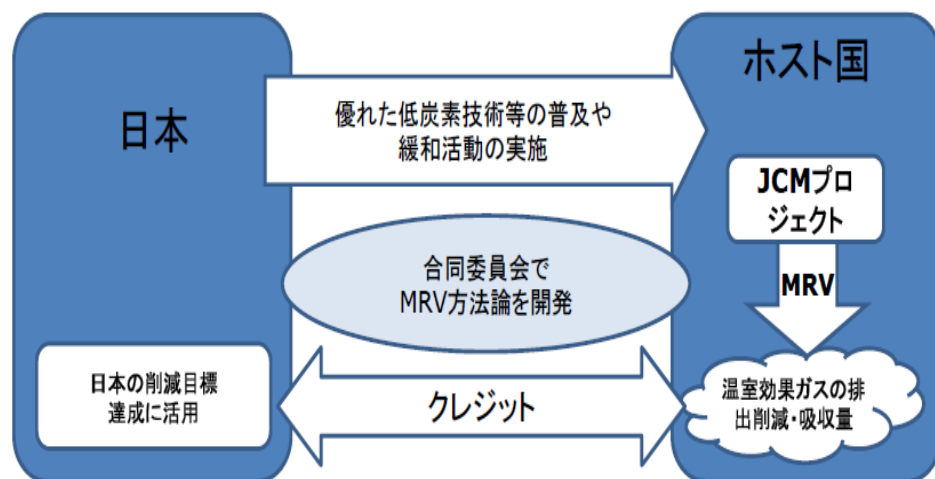 日本
優れた低炭素技術等の普及や
緩和活動の実施
ホスト国
JCMプロ
ジェクト
MRV
合同委員会で
MRV方法論を開発
日本の削減目標
達成に活用
クレジット
温室効果ガスの排
出削減・吸収量